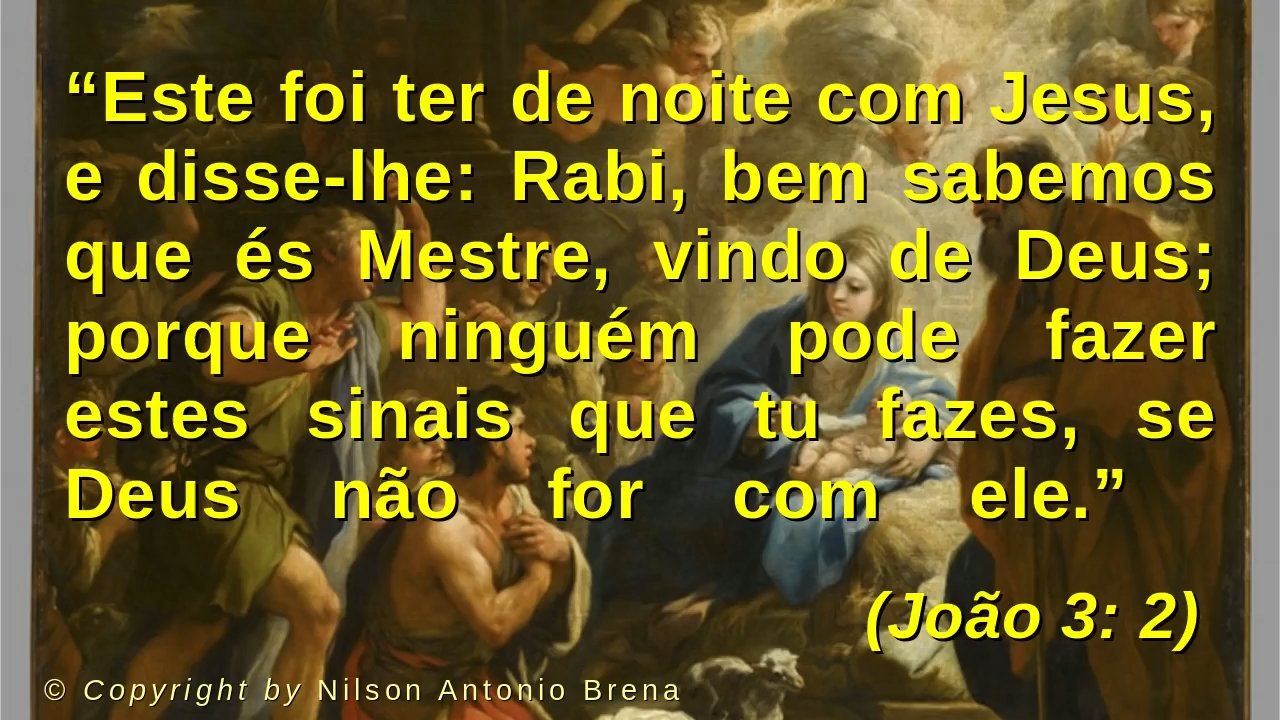 “Este foi ter de noite com Jesus,
e disse-lhe: Rabi, bem sabemos
que és Mestre, vindo de Deus;
porque ninguém pode fazer
estes sinais que tu fazes, se
Deus não for com ele.”
(João 3: 2)
© Copyright by Nilson Antonio Brena